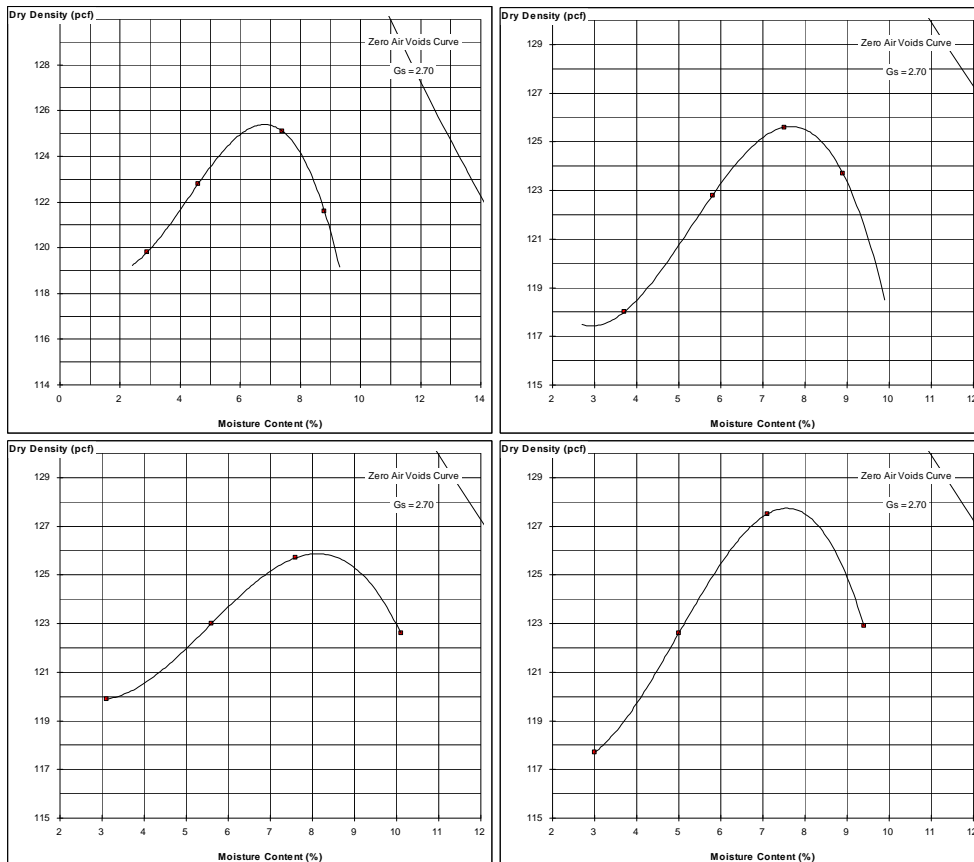 Dry Density (pcf)
Zero Air Voids Curve
Gs = 2.70
128
126
124
122
120
118
116
114
0 2 4 6 8 10 12 14
Moisture Content (%)
Dry Density (pcf)
Zero Air Voids Curve
Gs = 2.70
129
127
125
123
121
119
117
115
2 3 4 5 6 7 8 9 10 11 12
Moisture Content (%)
Dry Density (pcf)
Zero Air Voids Curve
Gs = 2.70
129
127
125
123
121
119
117
115
2 3 4 5 6 7 8 9 10 11 12
Moisture Content (%)
Dry Density (pcf)
Zero Air Voids Curve
Gs = 2.70
129
127
125
123
121
119
117
115
2 3 4 5 6 7 8 9 10 11 12
Moisture Content (%)